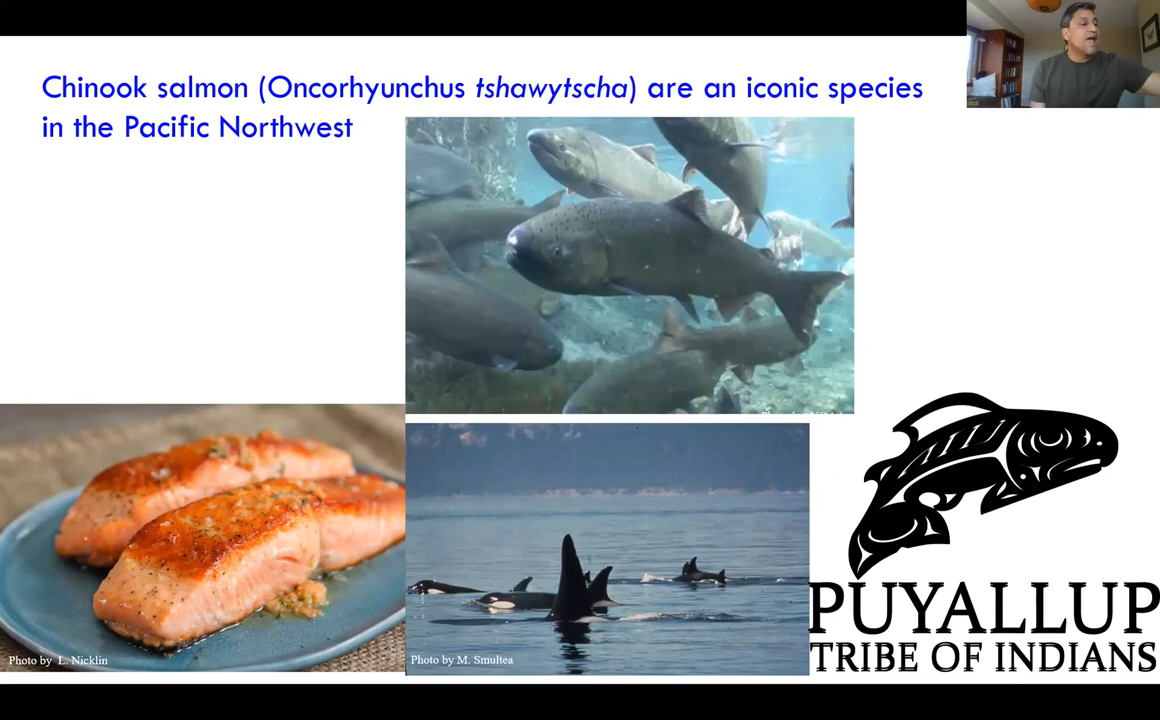 Chinook salmon (Oncorhyunchus tshawytscha) are an iconic species
in the Pacific Northwest
Photo by L. Nicklin
Photo by M. Smultea
PUYALLUP
TRIBE OF INDIANS